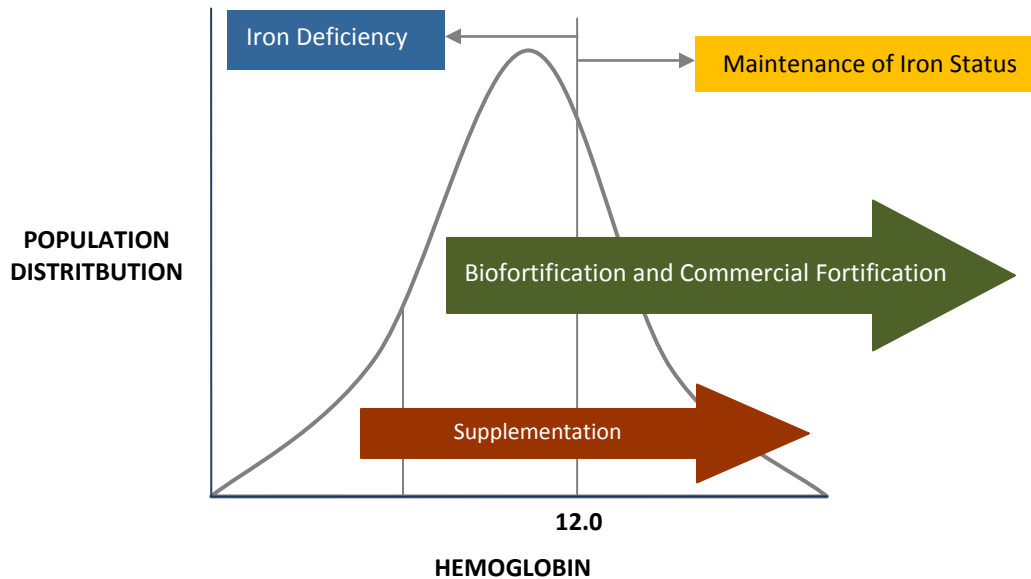 Iron Deficiency
Maintenance of Iron Status
POPULATION
DISTRITBUTION
Biofortification and Commercial Fortification
Supplementation
12.0
HEMOGLOBIN